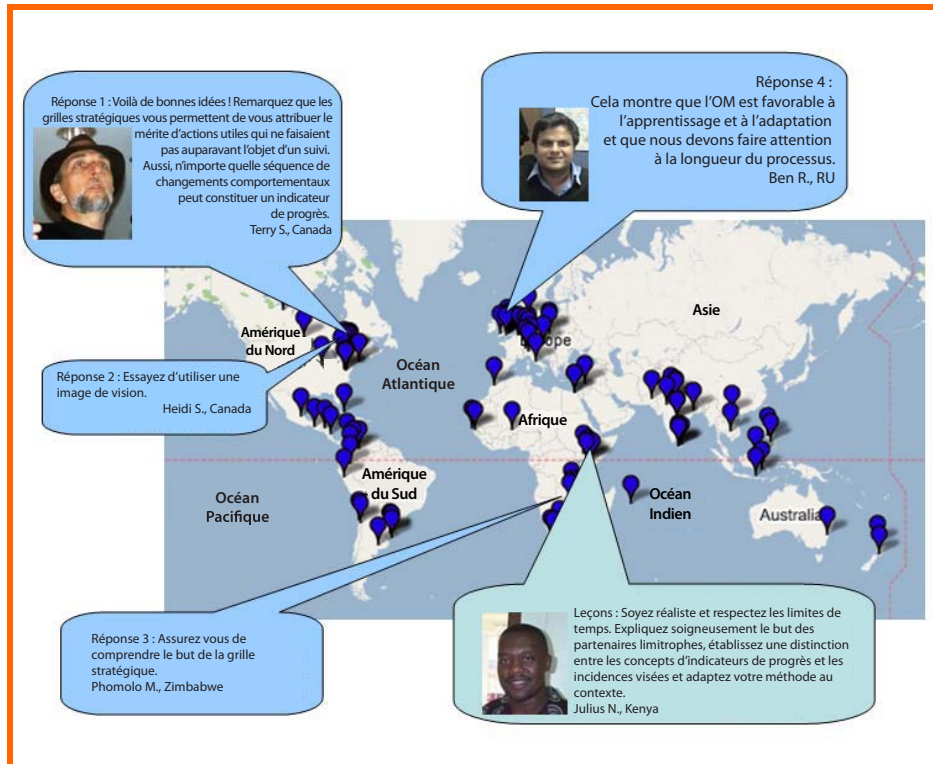 Réponse 1 : Voilà de bonnes idées ! Remarquez que les
grilles stratégiques vous permettent de vous attribuer le
mérite d'actions utiles qui ne faisaient
pas auparavant l'objet d'un suivi.
Aussi, n'importe quelle séquence de
changements comportementaux
peut constituer un indicateur
de progrès.
Terry S., Canada
Réponse 4 :
Cela montre que l'OM est favorable à
l'apprentissage et à l'adaptation
et que nous devons faire attention
à la longueur du processus.
Ben R., RU
Amérique
du Nord
Asie
Europe
Océan
Atlantique
Réponse 2 : Essayez d'utiliser une
image de vision.
Heidi S., Canada
Afrique
Amérique
du Sud
Océan
Pacifique
Océan
Indien
Australia
Réponse 3 : Assurez vous de
comprendre le but de la grille
stratégique.
Phomolo M., Zimbabwe
Leçons : Soyez réaliste et respectez les limites de
temps. Expliquez soigneusement le but des
partenaires limitrophes, établissez une distinction
entre les concepts d'indicateurs de progrès et les
incidences visées et adaptez votre méthode au
contexte.
Julius N., Kenya